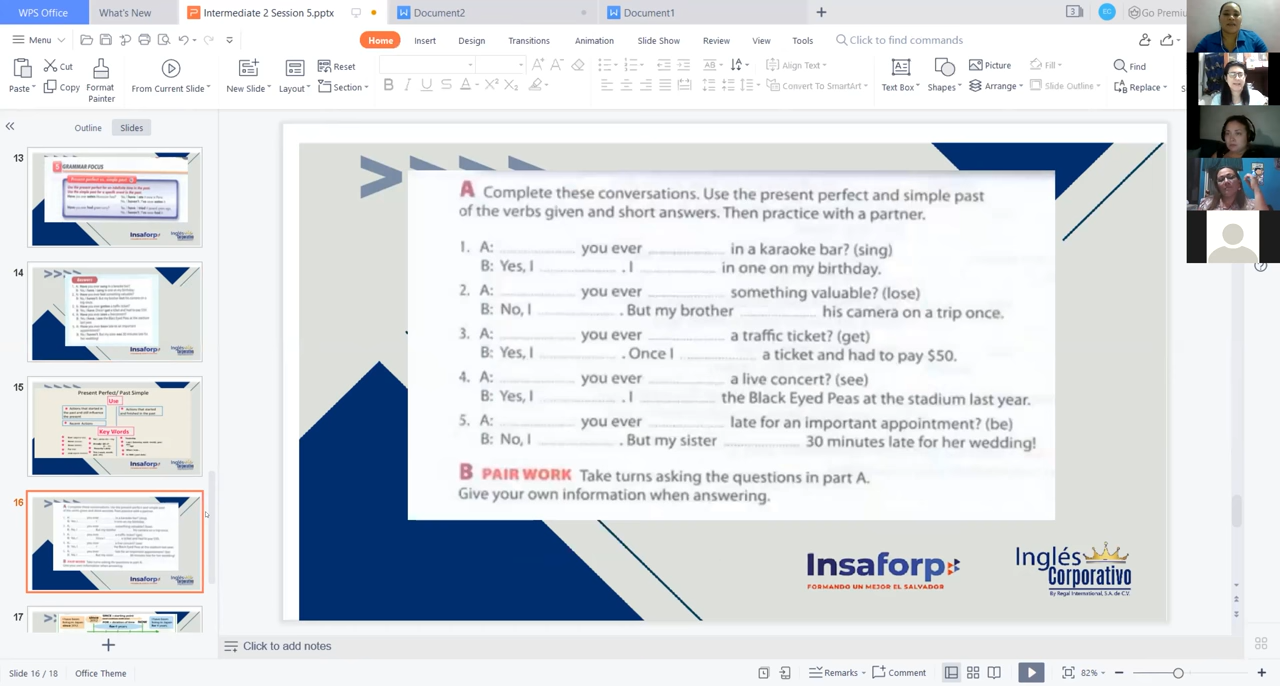 WPS Office
What's New
Intermediate 2 Session 5.pptx
Document2
Document1
3
EC
Go Premiu
Menu
Home
Insert
Design
Transitions
Animation
Slide Show
Review
View
Tools
Click to find commands
Paste
Cut
Copy
Format Painter
From Current Slide
New Slide
Layout
Reset
Section
Align Text
Convert To SmartArt
Text Box
Shapes
Picture
Arrange
Fill
Slide Outline
Find
Replace
Outline
Slides
13
GRAMMAR FOCUS
14
15
Present Perfect/ Past Simple
Use
Key Words
16
17
A Complete these conversations. Use the present perfect and simple past
of the verbs given and short answers. Then practice with a partner.
1. A: ............ you ever ............ in a karaoke bar? (sing)
B: Yes, I ............ . I ............ in one on my birthday.
2. A: ............ you ever ............ something valuable? (lose)
B: No, I ............ . But my brother ............ his camera on a trip once.
3. A: ............ you ever ............ a traffic ticket? (get)
B: Yes, I ............ . Once I ............ a ticket and had to pay $50.
4. A: ............ you ever ............ a live concert? (see)
B: Yes, I ............ . I ............ the Black Eyed Peas at the stadium last year.
5. A: ............ you ever ............ late for an important appointment? (be)
B: No, I ............ . But my sister ............ 30 minutes late for her wedding!
B PAIR WORK Take turns asking the questions in part A.
Give your own information when answering.
Insaforp
FORMANDO UN MEJOR EL SALVADOR
Inglés
Corporativo
By Regal International, S.A. de C.V.
Click to add notes
Slide 16 / 18
Office Theme
Remarks
Comment
82%